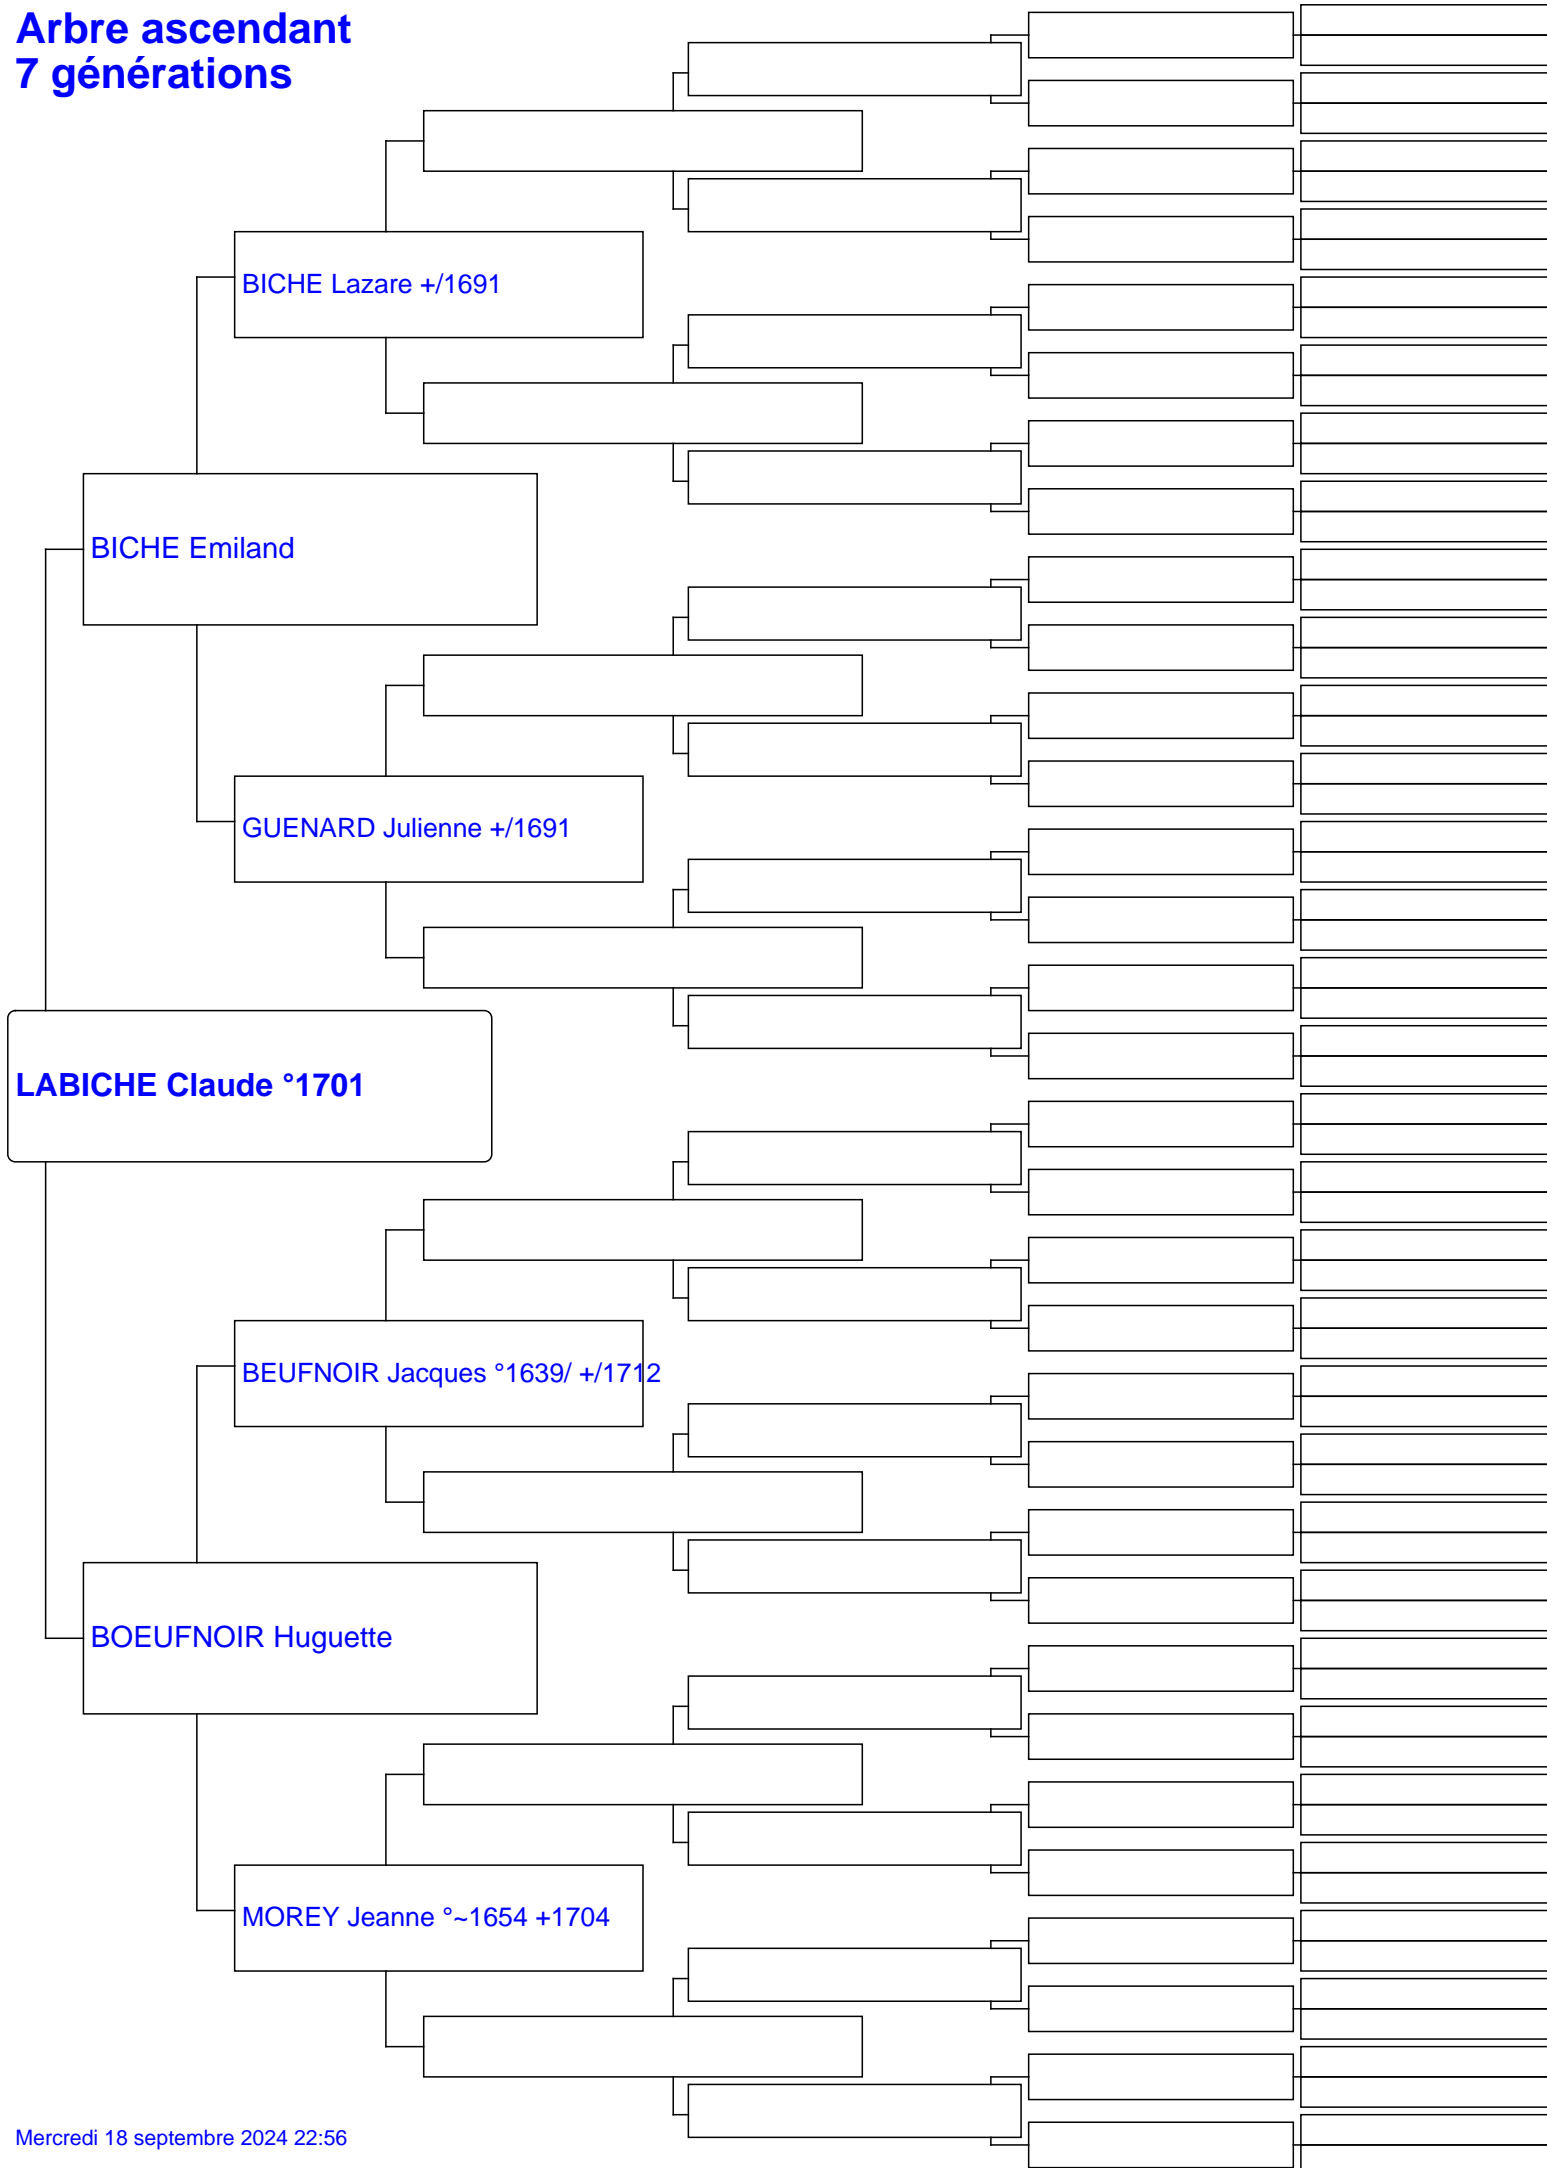 Arbre ascendant
7 générations
BICHE Lazare +/1691
BICHE Emiland
GUENARD Julienne +/1691
LABICHE Claude °1701
BEUFNOIR Jacques °1639/ +/1712
BOEUFNOIR Huguette
MOREY Jeanne °~1654 +1704
Mercredi 18 septembre 2024 22:56